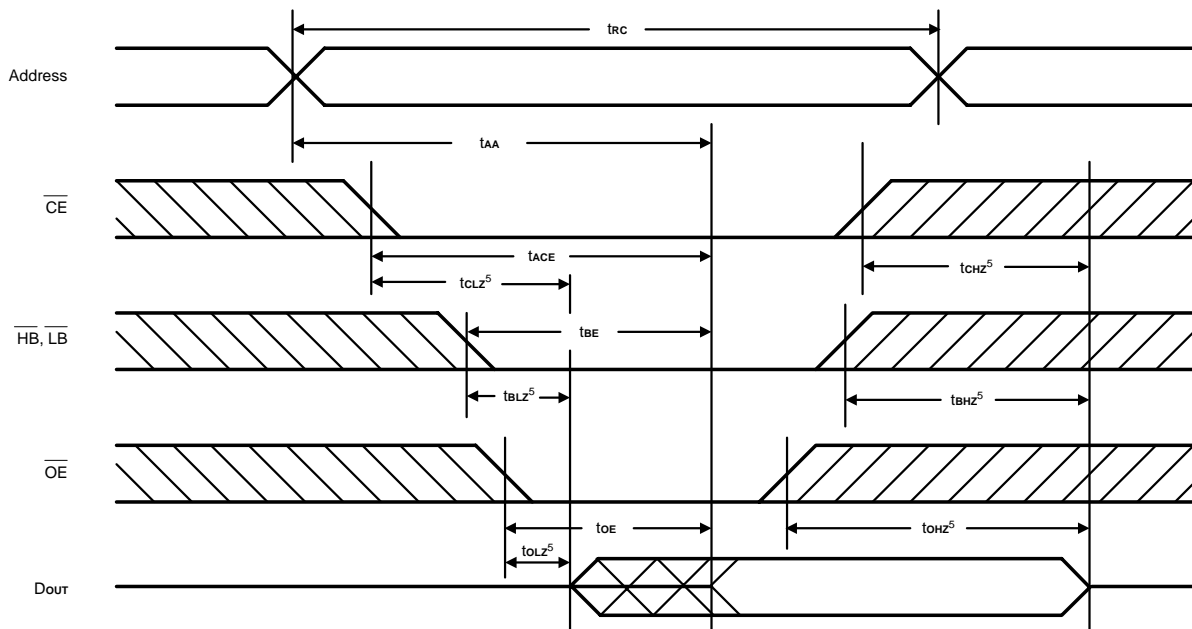 tRC
Address
tAA
CE
tACE
tCLZ5
tCHZ5
HB, LB
tBE
tBLZ5
tBHZ5
OE
tOE
tOHZ5
tOLZ5
DOUT